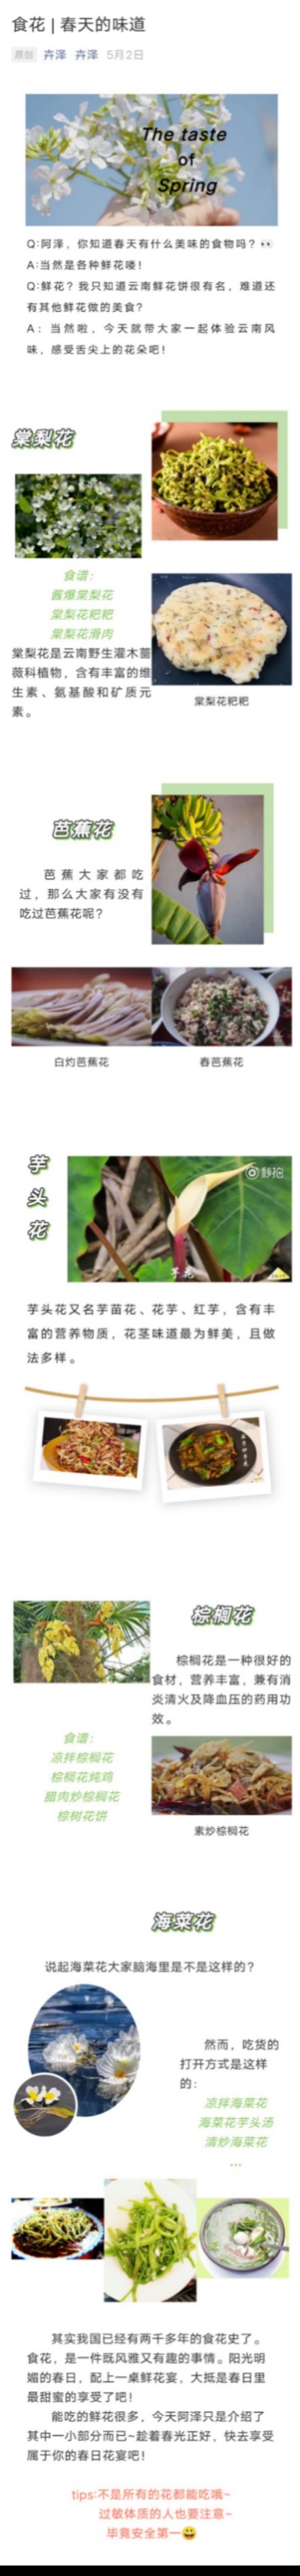 食花 | 春天的味道
原创 卉泽 卉泽 5月2日
The taste
of
Spring
Q:阿泽，你知道春天有什么美味的食物吗？👀
A:当然是各种鲜花喽！
Q:鲜花？我只知道云南鲜花饼很有名，难道还
有其他鲜花做的美食？
A：当然啦，今天就带大家一起体验云南风
味，感受舌尖上的花朵吧！
棠梨花
食谱：
酱爆棠梨花
棠梨花粑粑
棠梨花滑肉
棠梨花是云南野生灌木蔷
薇科植物，含有丰富的维
生素、氨基酸和矿质元
素。
棠梨花粑粑
芭蕉花
芭蕉大家都吃
过，那么大家有没有
吃过芭蕉花呢？
白灼芭蕉花
舂芭蕉花
芋
头
花
秒拍
芋头花又名芋苗花、花芋、红芋，含有丰
富的营养物质，花茎味道最为鲜美，且做
法多样。
棕榈花
棕榈花是一种很好的
食材，营养丰富，兼有消
炎清火及降血压的药用功
效。
食谱：
凉拌棕榈花
棕榈花炖鸡
腊肉炒棕榈花
棕树花饼
素炒棕榈花
海菜花
说起海菜花大家脑海里是不是这样的？
然而，吃货的
打开方式是这样
的：
凉拌海菜花
海菜花芋头汤
清炒海菜花
...
其实我国已经有两千多年的食花史了。
食花，是一件既风雅又有趣的事情。阳光明
媚的春日，配上一桌鲜花宴，大抵是春日里
最甜蜜的享受了吧！
能吃的鲜花很多，今天阿泽只是介绍了
其中一小部分而已~趁着春光正好，快去享受
属于你的春日花宴吧！
tips:不是所有的花都能吃哦~
过敏体质的人也要注意~
毕竟安全第一😀